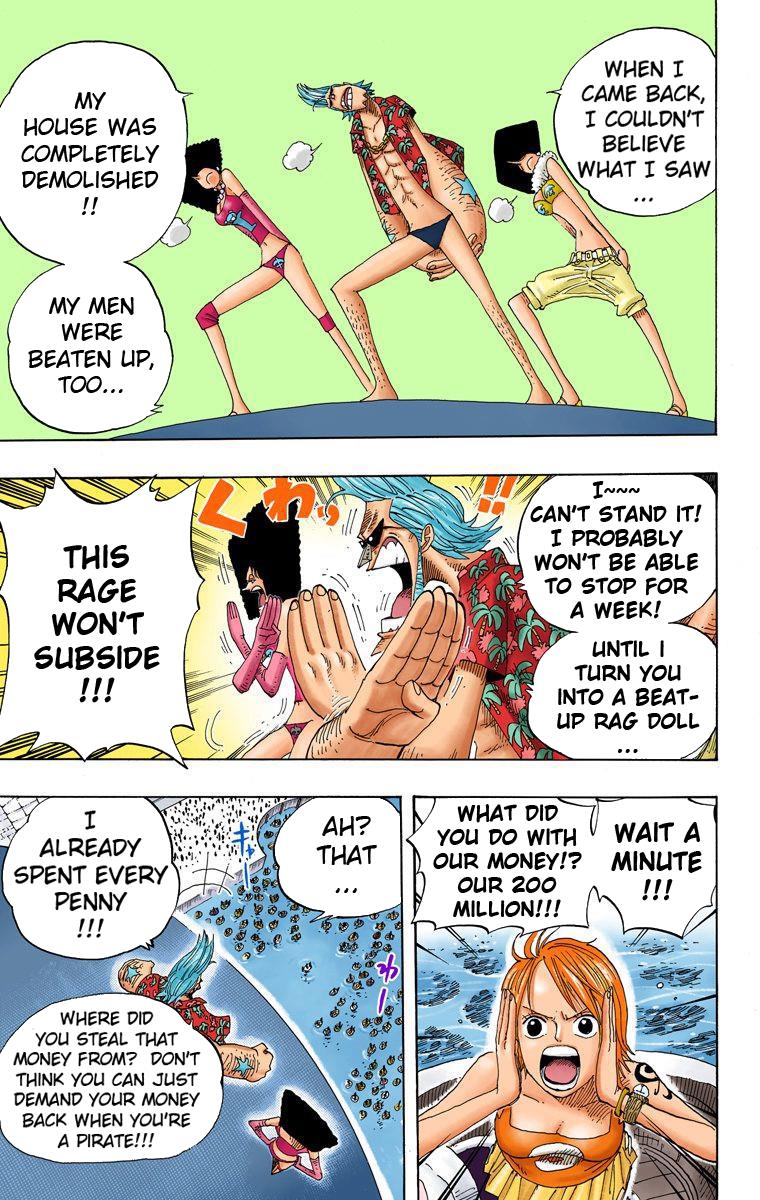 WHEN I
CAME BACK,
I COULDN'T
BELIEVE
WHAT I SAW
...
MY
HOUSE WAS
COMPLETELY
DEMOLISHED
!!
MY MEN
WERE
BEATEN UP,
TOO...
I~~~
CAN'T STAND IT!
I PROBABLY
WON'T BE ABLE
TO STOP FOR
A WEEK!
UNTIL I
TURN YOU
INTO A BEAT-
UP RAG DOLL
...
!!
くわっ
THIS
RAGE
WON'T
SUBSIDE
!!!
WAIT A
MINUTE
!!!
WHAT DID
YOU DO WITH
OUR MONEY!?
OUR 200
MILLION!!!
AH?
THAT
...
I
ALREADY
SPENT EVERY
PENNY
!!!
WHERE DID
YOU STEAL THAT
MONEY FROM? DON'T
THINK YOU CAN JUST
DEMAND YOUR MONEY
BACK WHEN YOU'RE
A PIRATE!!!